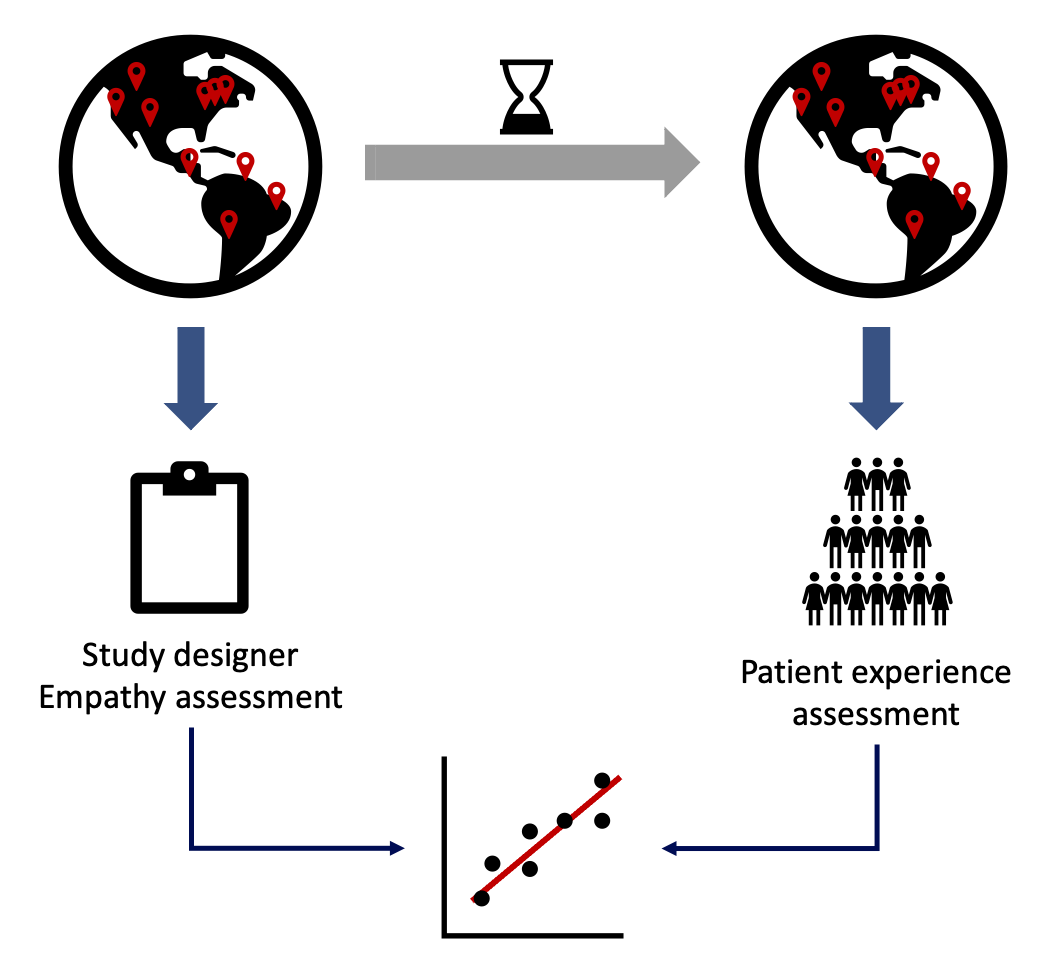 Study designer
Empathy assessment
Patient experience
assessment